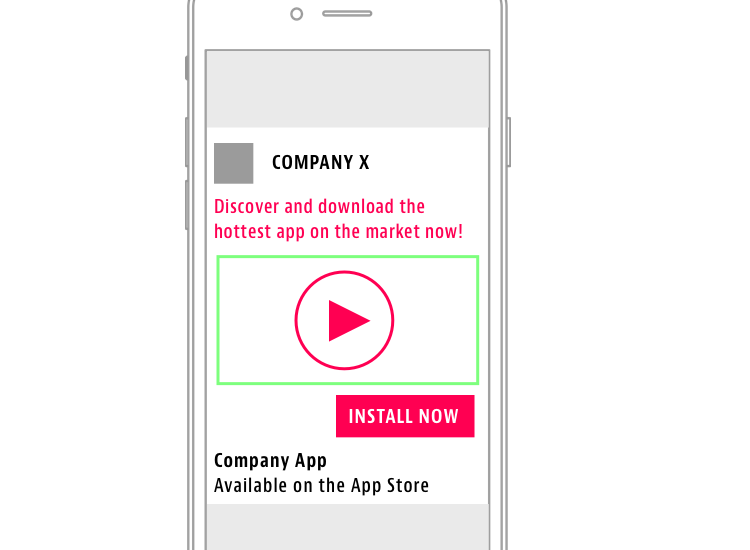 COMPANY X
Discover and download the
hottest app on the market now!
INSTALL NOW
Company App
Available on the App Store